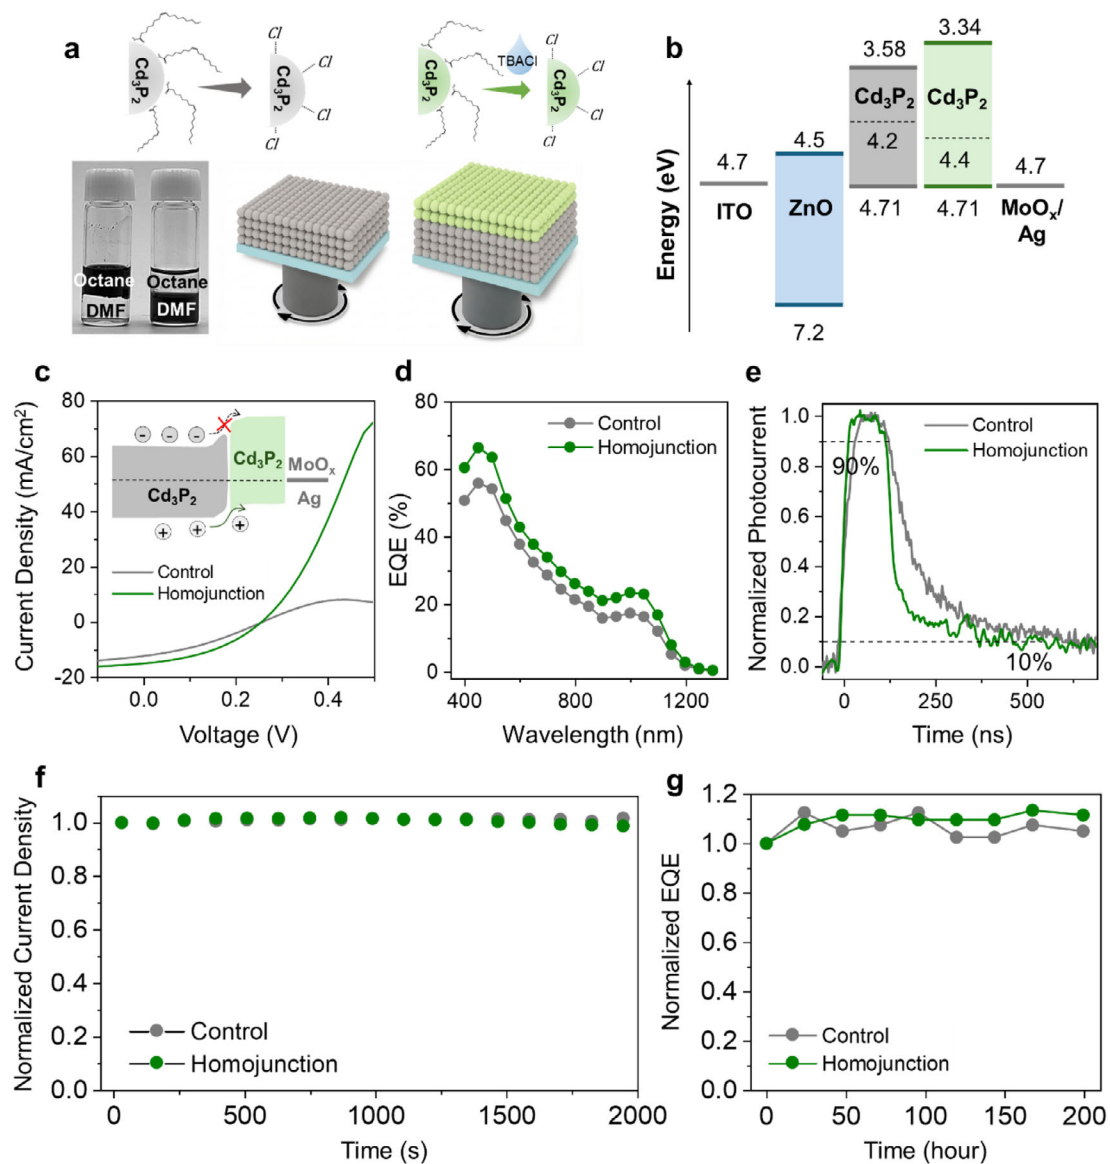 a
Cd3P2
Cl
Cd3P2
Cl
Cl
Cl
Cd3P2
TBACl
Cl
Cd3P2
Cl
Cl
Cl
Octane
DMF
Octane
DMF
b
Energy (eV)
4.7
ITO
4.5
ZnO
7.2
3.58
Cd3P2
4.2
4.71
3.34
Cd3P2
4.4
4.71
4.7
MoOx/
Ag
c
Current Density (mA/cm²)
80
60
40
20
0
-20
0.0
0.2
0.4
Voltage (V)
- - -
Cd3P2
MoOx
Cd3P2
Ag
+ + +
Control
Homojunction
d
EQE (%)
80
60
40
20
0
400
600
800
1000
1200
Wavelength (nm)
Control
Homojunction
e
Normalized Photocurrent
1.0
0.8
0.6
0.4
0.2
0.0
0
250
500
Time (ns)
Control
Homojunction
90%
10%
f
Normalized Current Density
1.0
0.8
0.6
0.4
0.2
0.0
0
500
1000
1500
2000
Time (s)
Control
Homojunction
g
Normalized EQE
1.2
1.0
0.8
0.6
0.4
0.2
0.0
0
50
100
150
200
Time (hour)
Control
Homojunction